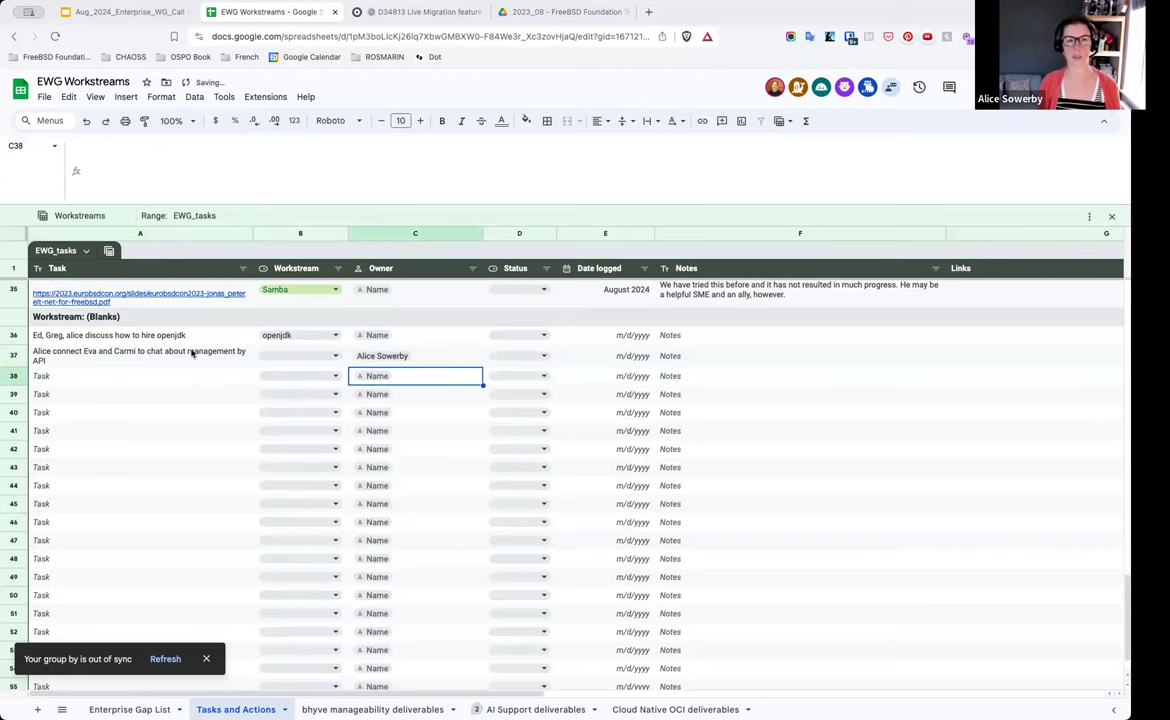 Aug_2024_Enterprise_WG_Call -
EWG Workstreams - Google S
D34813 Live Migration feature
2023_08 - FreeBSD Foundation T
docs.google.com/spreadsheets/d/
FreeBSD Foundati...
CHAOSS
OSPO Book
French
Google Calendar
ROSMARIN
Dot
Alice Sowerby
EWG Workstreams
Saving...
File Edit View Insert Format Data Tools Extensions Help
Menus
100%
$ % .0 .00 123
Roboto
10
B I S A
C38
fx
Workstreams
Range: EWG_tasks
A B C D E F G
EWG_tasks
1 Task Workstream Owner Status Date logged Notes Links
35 https://2023.eurobsdcon.org/slides/eurobsdcon2023-jonas_peter
eit-net-for-freebsd.pdf
Samba Name August 2024
We have tried this before and it has not resulted in much progress. He may be
a helpful SME and an ally, however.
Workstream: (Blanks)
36 Ed, Greg, alice discuss how to hire openjdk openjdk Name m/d/yyyy Notes
37 Alice connect Eva and Carmi to chat about management by
API
Alice Sowerby m/d/yyyy Notes
38 Task Name m/d/yyyy Notes
39 Task Name m/d/yyyy Notes
40 Task Name m/d/yyyy Notes
41 Task Name m/d/yyyy Notes
42 Task Name m/d/yyyy Notes
43 Task Name m/d/yyyy Notes
44 Task Name m/d/yyyy Notes
45 Task Name m/d/yyyy Notes
46 Task Name m/d/yyyy Notes
47 Task Name m/d/yyyy Notes
48 Task Name m/d/yyyy Notes
49 Task Name m/d/yyyy Notes
50 Task Name m/d/yyyy Notes
51 Task Name m/d/yyyy Notes
52 Task Name m/d/yyyy Notes
Name m/d/yyyy Notes
Name m/d/yyyy Notes
55 Task Name m/d/yyyy Notes
Your group by is out of sync
Refresh
Enterprise Gap List
Tasks and Actions
bhyve manageability deliverables
2 AI Support deliverables
Cloud Native OCI deliverables